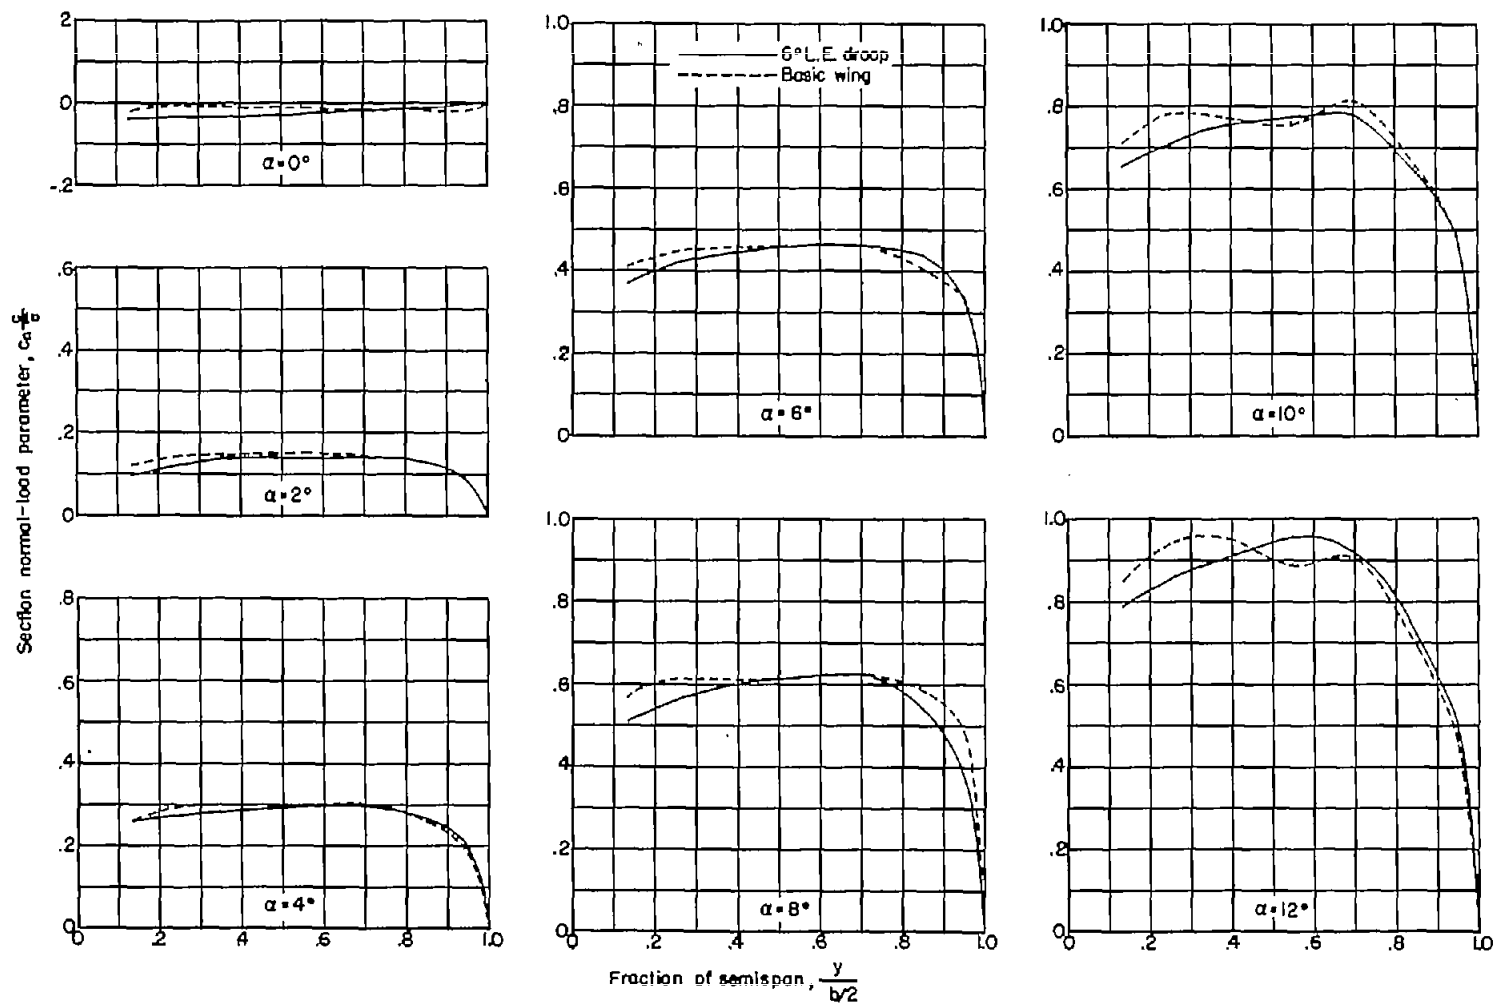 Section normal-load parameter, cₙ c/c̄
2
0
-.2
α=0°
.6
.4
.4
.2
0
α=2°
.8
.6
.4
.2
0
α=4°
0 .2 .4 .6 .8 1.0
1.0
.8
.6
.4
.2
0
6° L.E. droop
Basic wing
α=6°
1.0
.8
.6
.4
.2
0
α=8°
0 .2 .4 .6 .8 1.0
1.0
.8
.6
.4
.2
0
α=10°
1.0
.8
.6
.4
.2
0
α=12°
0 .2 .4 .6 .8 1.0
Fraction of semispan, y
b/2